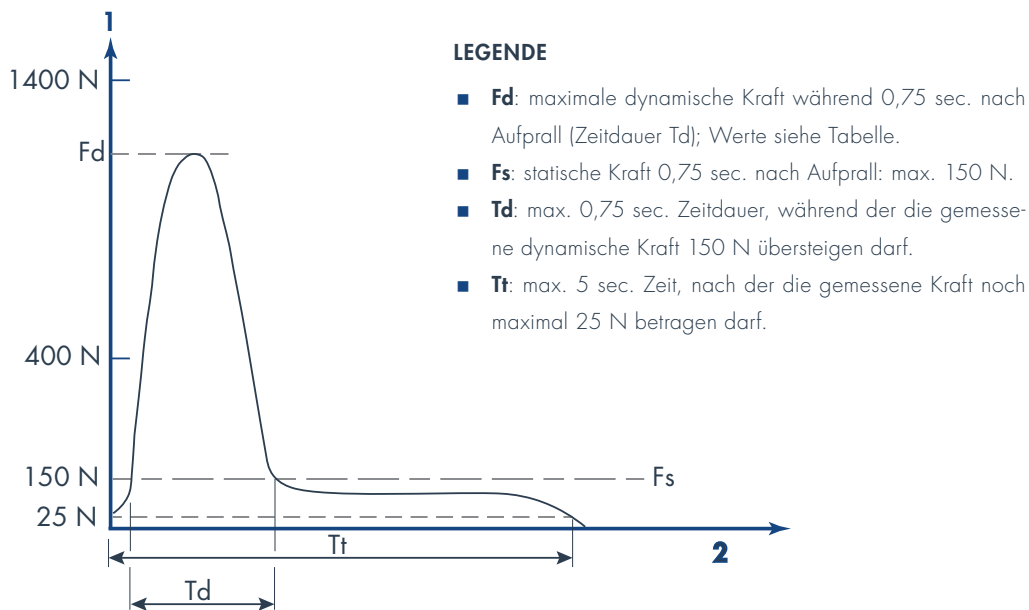 1
1400 N
Fd
400 N
150 N
Fs
25 N
Tt
2
Td
LEGENDE
Fd: maximale dynamische Kraft während 0,75 sec. nach
Aufprall (Zeitdauer Td); Werte siehe Tabelle.
Fs: statische Kraft 0,75 sec. nach Aufprall: max. 150 N.
Td: max. 0,75 sec. Zeitdauer, während der die gemesse-
ne dynamische Kraft 150 N übersteigen darf.
Tt: max. 5 sec. Zeit, nach der die gemessene Kraft noch
maximal 25 N betragen darf.